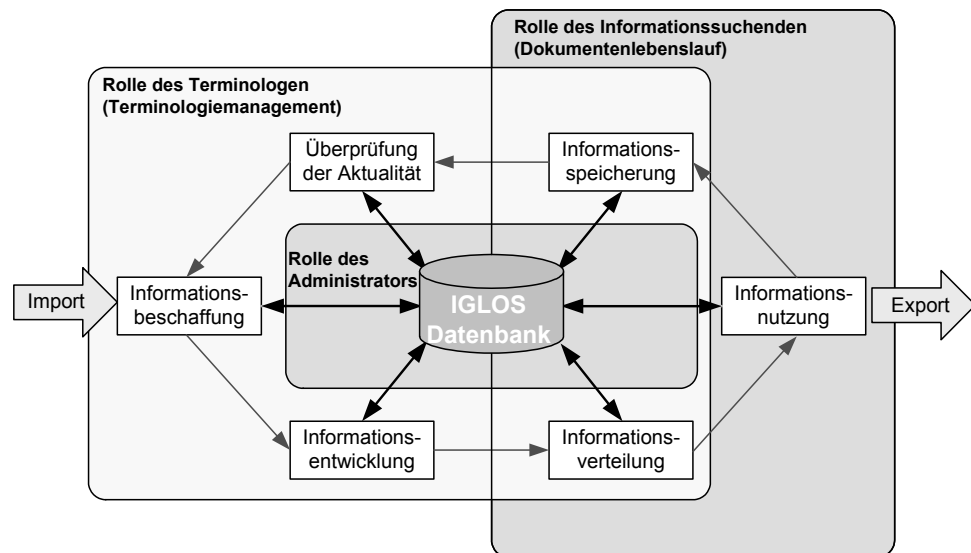 Rolle des Informationssuchenden
(Dokumentenlebenslauf)
Rolle des Terminologen
(Terminologiemanagement)
Überprüfung
der Aktualität
Informations-
speicherung
Rolle des
Administrators
Import
Informations-
beschaffung
IGLOS
Datenbank
Informations-
nutzung
Export
Informations-
entwicklung
Informations-
verteilung